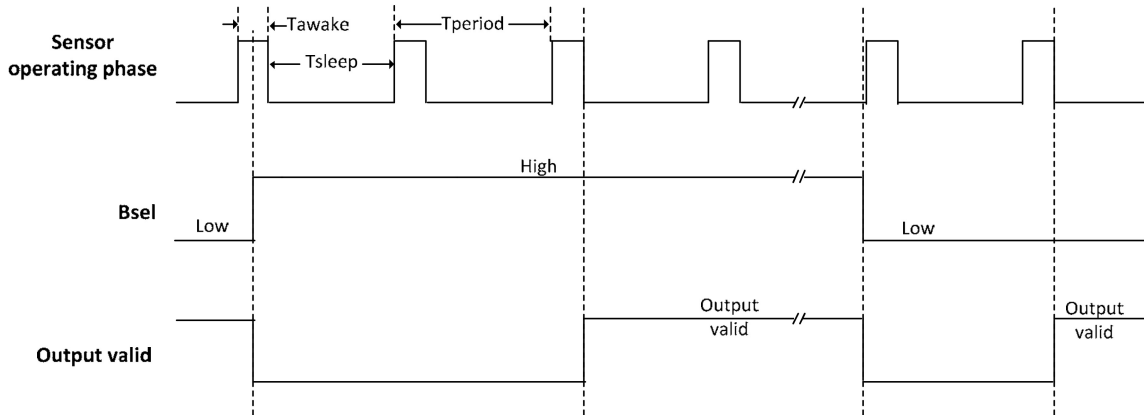 Tawake
Tperiod
Sensor
operating phase
Tsleep
High
Bsel
Low
Low
Output
valid
Output
valid
Output valid